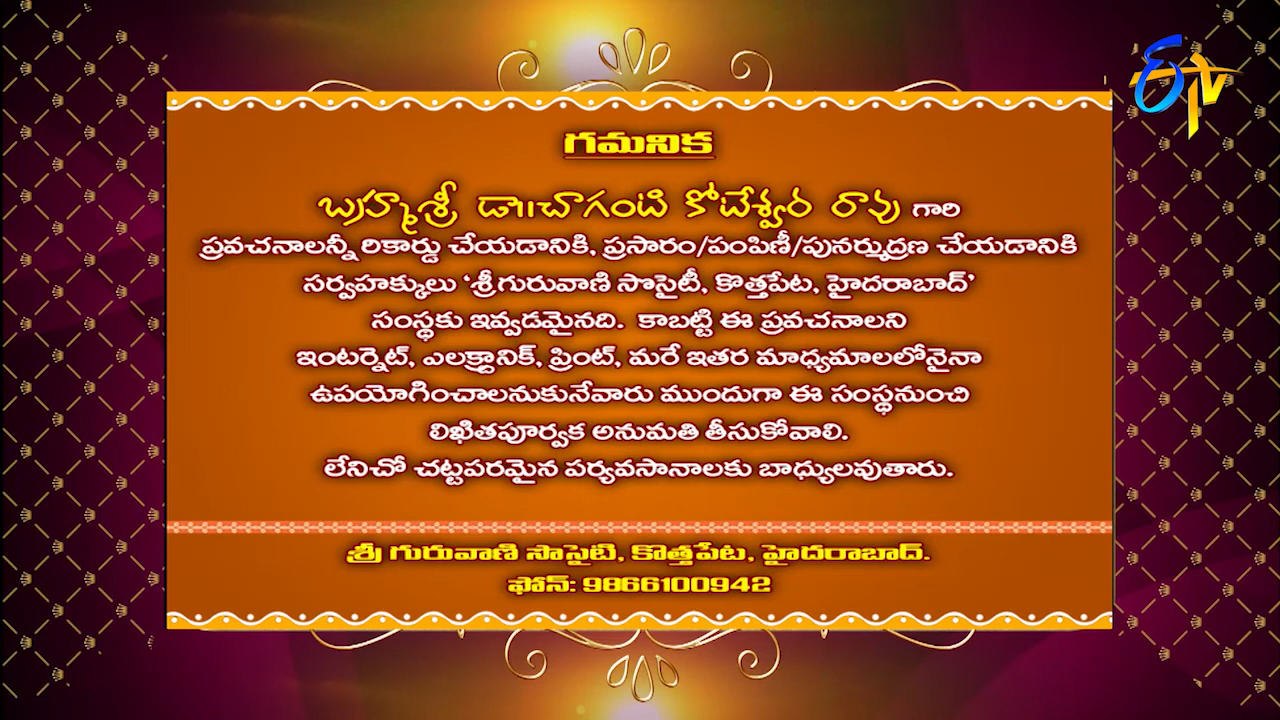 ETV
గమనిక
బ్రహ్మశ్రీ డా॥చాగంటి కోటేశ్వర రావు గారి
ప్రవచనాలన్నీ రికార్డు చేయడానికి, ప్రసారం/పంపిణీ/పునర్ముద్రణ చేయడానికి
సర్వహక్కులు ‘శ్రీగురువాణి సొసైటీ, కొత్తపేట, హైదరాబాద్’
సంస్థకు ఇవ్వడమైనది. కాబట్టి ఈ ప్రవచనాలని
ఇంటర్నెట్, ఎలక్ట్రానిక్, ప్రింట్, మరే ఇతర మాధ్యమాలలోనైనా
ఉపయోగించాలనుకునేవారు ముందుగా ఈ సంస్థనుంచి
లిఖితపూర్వక అనుమతి తీసుకోవాలి.
లేనిచో చట్టపరమైన పర్యవసానాలకు బాధ్యులవుతారు.
శ్రీ గురువాణి సొసైటి, కొత్తపేట, హైదరాబాద్.
ఫోన్: 9866100942